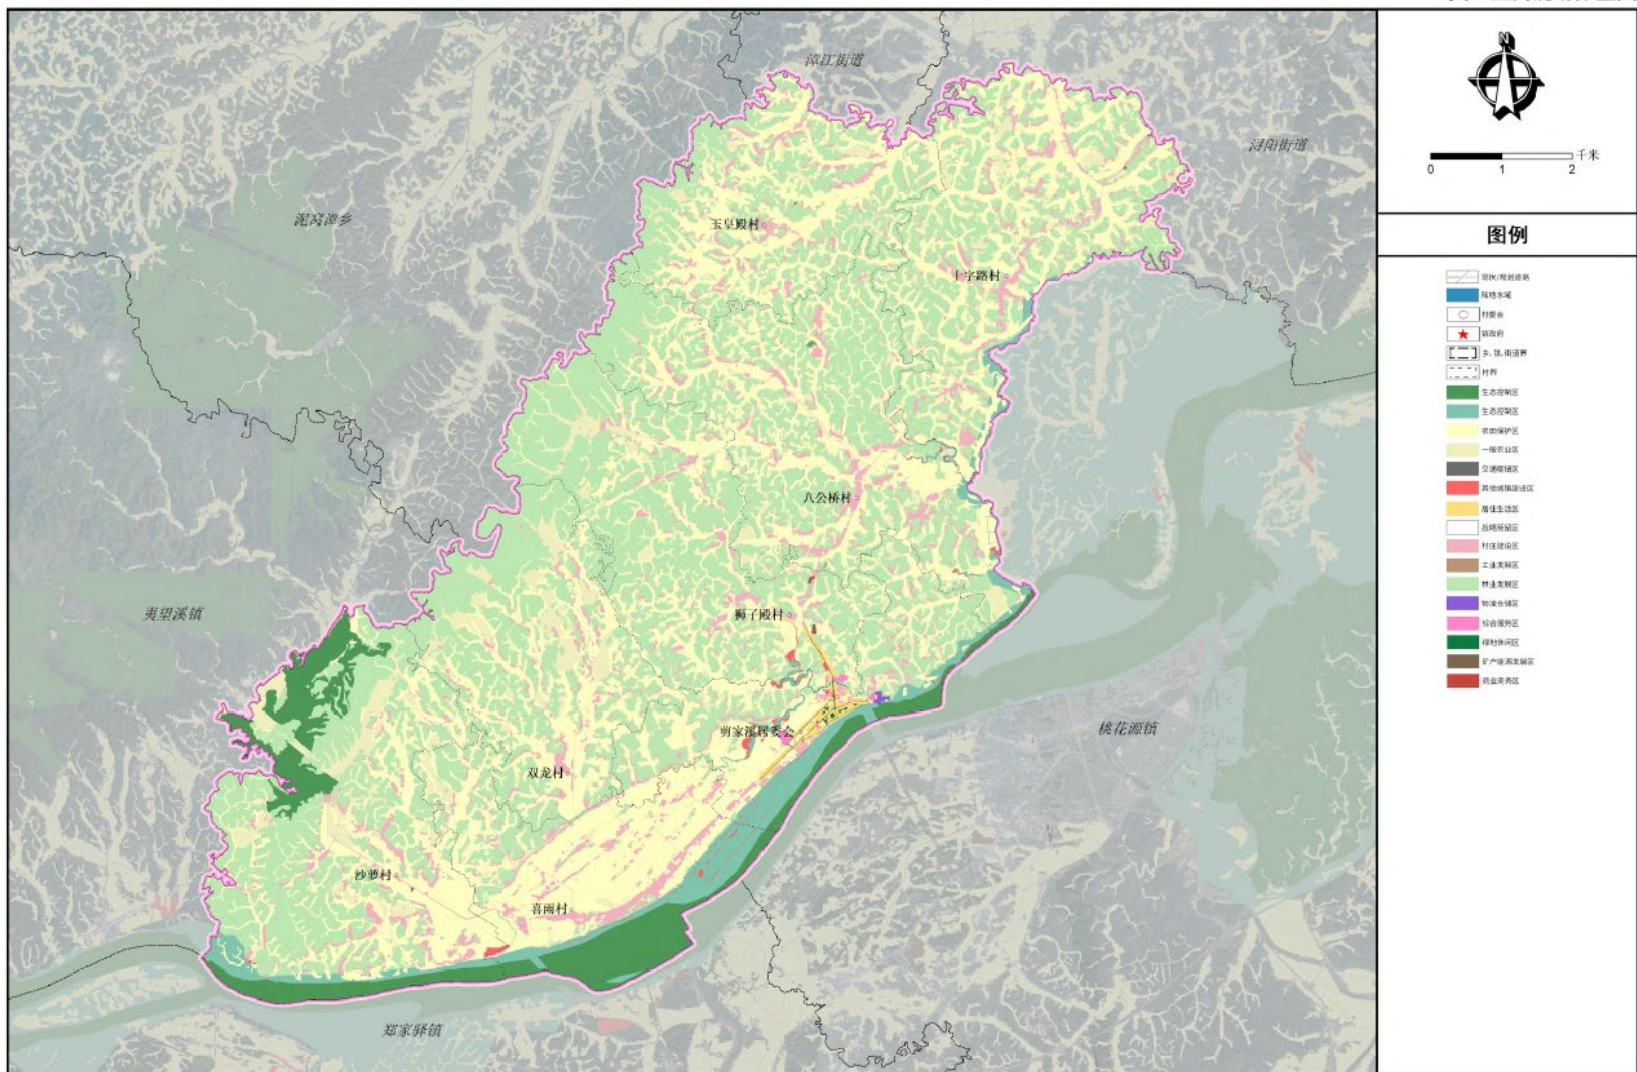 漳江街道
浔阳街道
泥窝潭乡
玉皇殿村
十字路村
八公桥村
夷望溪镇
狮子殿村
剪家溪居委会
桃花源镇
双龙村
沙萝村
喜雨村
郑家驿镇
N
千米
0 1 2
图例
现状/规划道路
陆地水域
村委会
镇政府
乡、镇、街道界
村界
生态控制区
生态控制区
农田保护区
一般农业区
交通枢纽区
其他城镇建设区
居住生活区
战略预留区
村庄建设区
工业发展区
林业发展区
物流仓储区
综合服务区
绿地休闲区
矿产能源发展区
商业商务区